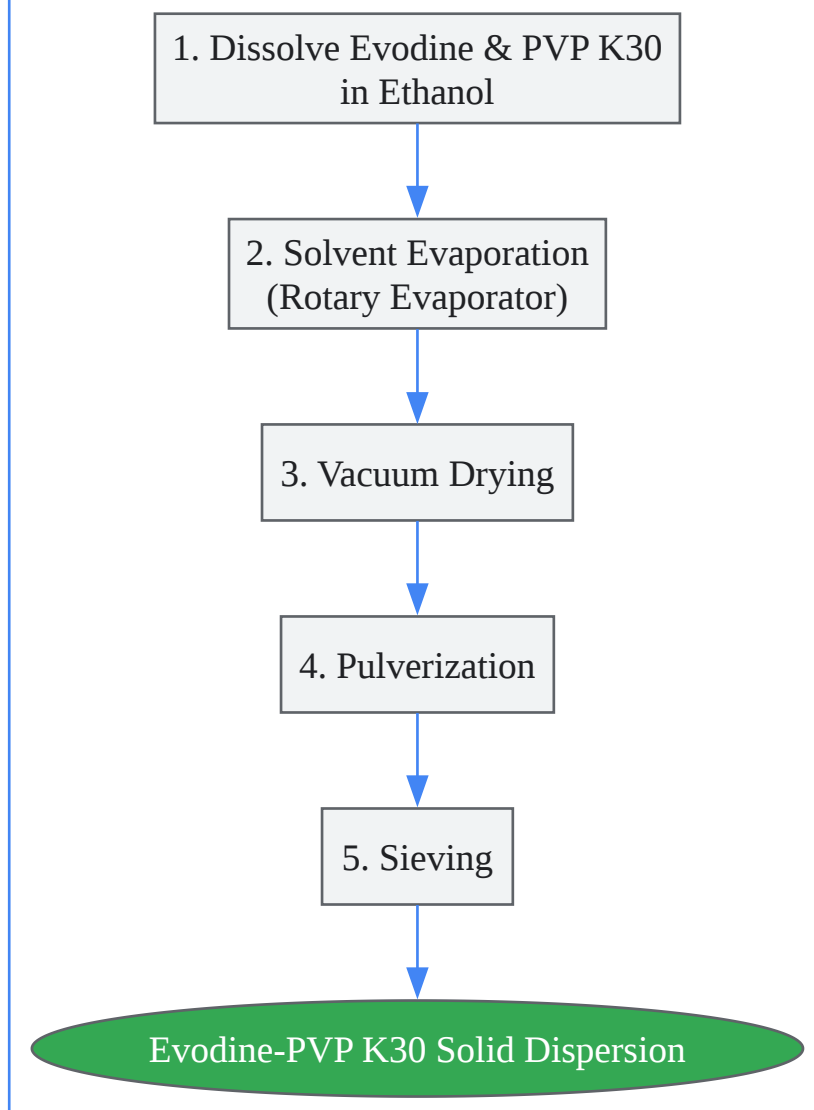 1. Dissolve Evodine & PVP K30
in Ethanol
2. Solvent Evaporation
(Rotary Evaporator)
3. Vacuum Drying
4. Pulverization
5. Sieving
Evodine-PVP K30 Solid Dispersion